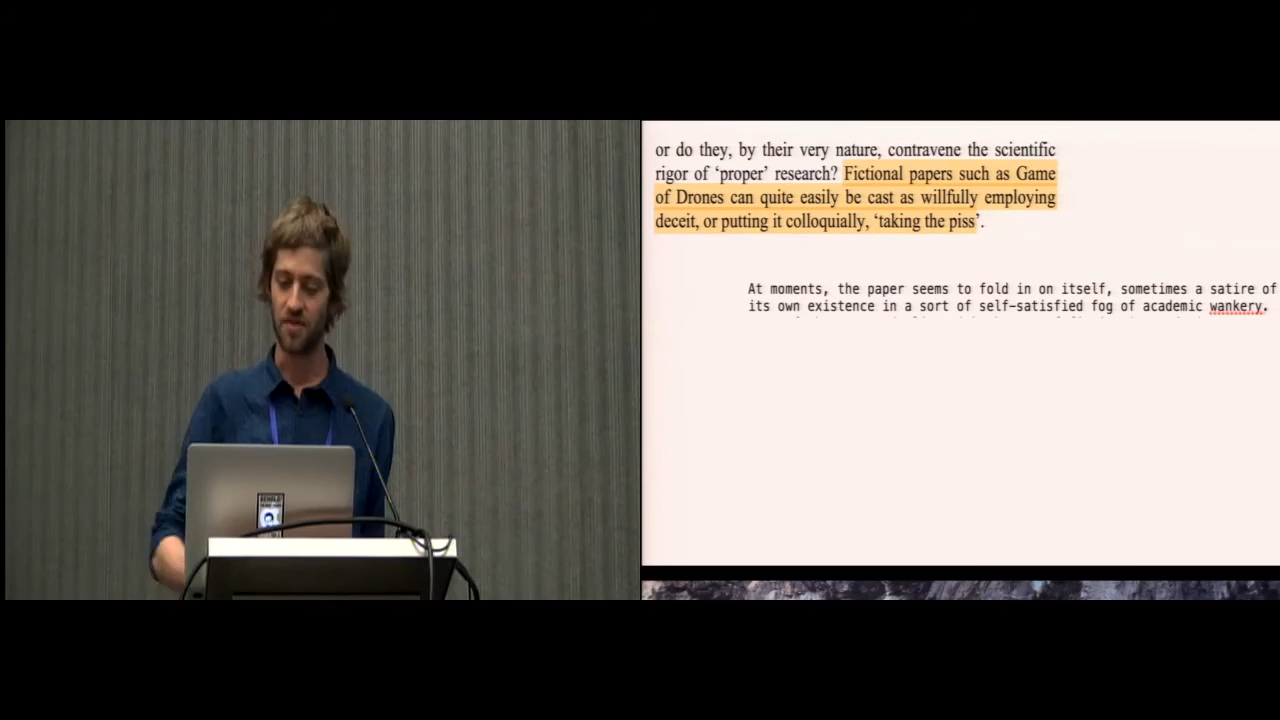 or do they, by their very nature, contravene the scientific
rigor of ‘proper’ research? Fictional papers such as Game
of Drones can quite easily be cast as willfully employing
deceit, or putting it colloquially, ‘taking the piss’.
At moments, the paper seems to fold in on itself, sometimes a satire of
its own existence in a sort of self-satisfied fog of academic wankery.